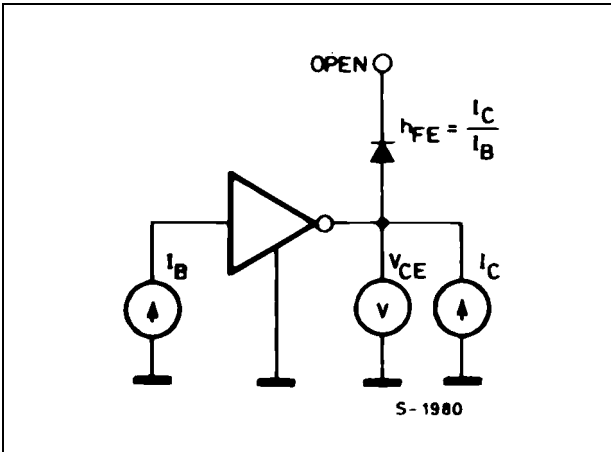 OPEN
hFE = IC/IB
IB
VCE
IC
V
S-1980